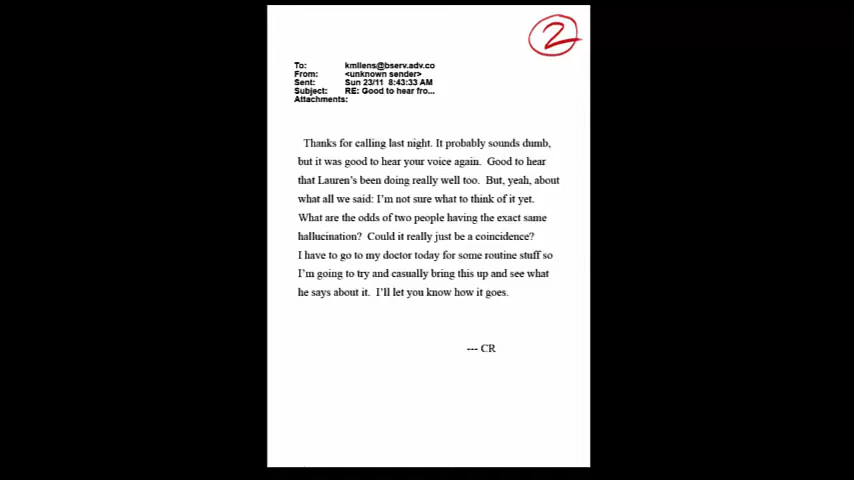 2
To: kmllens@bserv.adv.co
From: <unknown sender>
Sent: Sun 23/11 8:43:33 AM
Subject: RE: Good to hear fro...
Attachments:
Thanks for calling last night. It probably sounds dumb,
but it was good to hear your voice again. Good to hear
that Lauren's been doing really well too. But, yeah, about
what all we said: I'm not sure what to think of it yet.
What are the odds of two people having the exact same
hallucination? Could it really just be a coincidence?
I have to go to my doctor today for some routine stuff so
I'm going to try and casually bring this up and see what
he says about it. I'll let you know how it goes.
--- CR